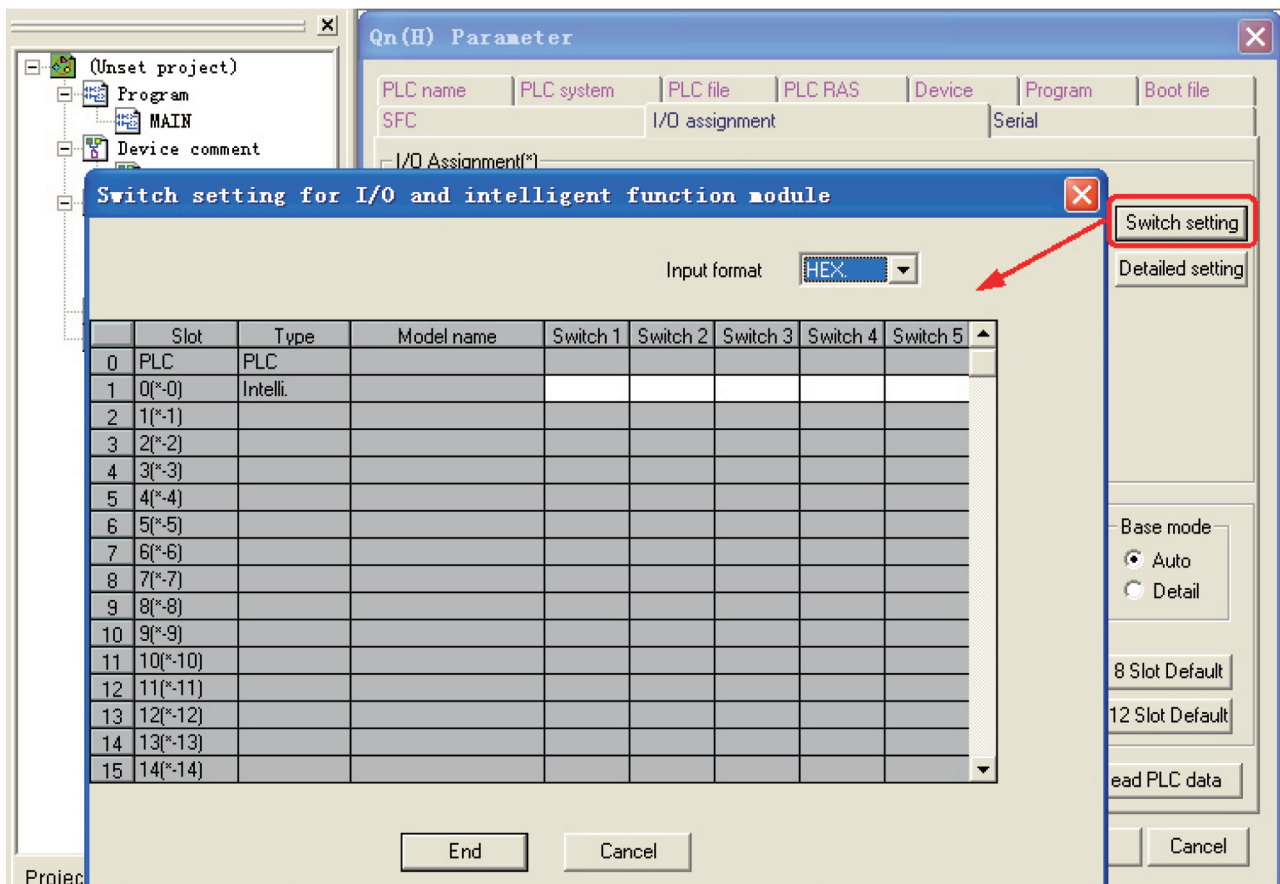 Qn(H) Parameter
(Unset project)
Program
MAIN
Device comment
PLC name PLC system PLC file PLC RAS Device Program Boot file
SFC I/O assignment Serial
I/O Assignment(*)
Switch setting for I/O and intelligent function module
Switch setting
Input format HEX.
Detailed setting
Slot Type Model name Switch 1 Switch 2 Switch 3 Switch 4 Switch 5
0 PLC PLC
1 0(*-0) Intelli.
2 1(*-1)
3 2(*-2)
4 3(*-3)
5 4(*-4)
6 5(*-5)
7 6(*-6)
8 7(*-7)
9 8(*-8)
10 9(*-9)
11 10(*-10)
12 11(*-11)
13 12(*-12)
14 13(*-13)
15 14(*-14)
Base mode
Auto
Detail
8 Slot Default
12 Slot Default
ead PLC data
End Cancel
Cancel
Projec